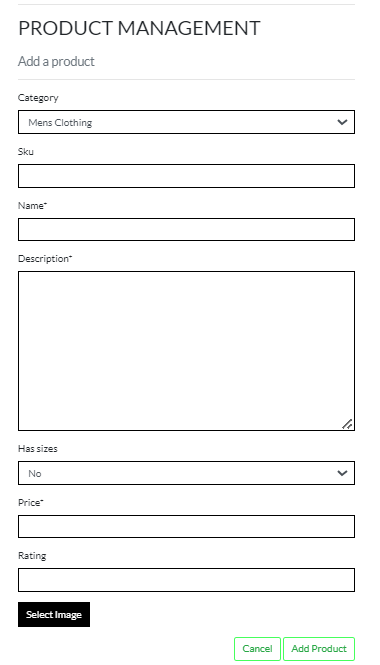 PRODUCT MANAGEMENT
Add a product
Category
Mens Clothing
Sku
Name*
Description*
Has sizes
No
Price*
Rating
Select Image
Cancel Add Product